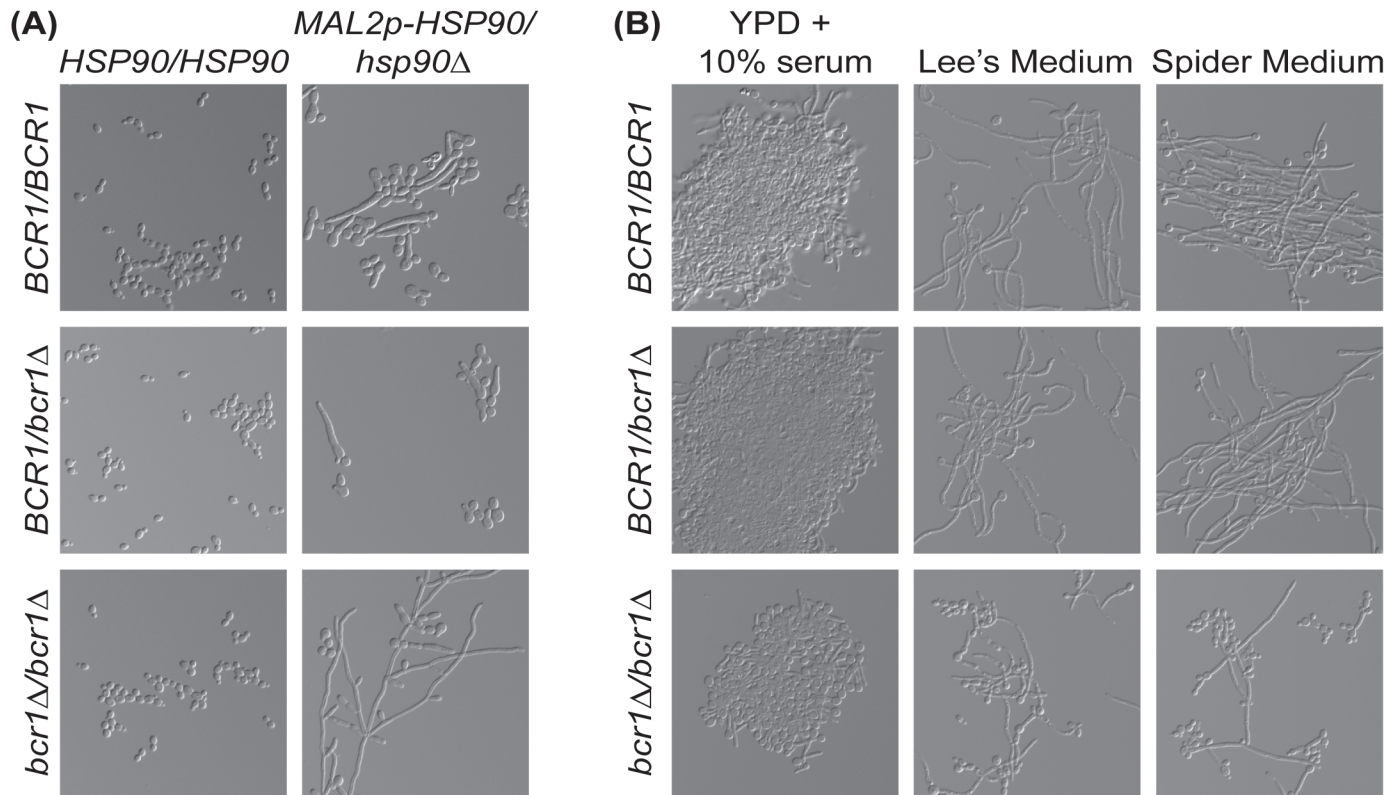 (A)
HSP90/HSP90
MAL2p-HSP90/
hsp90Δ
BCR1/BCR1
BCR1/bcr1Δ
bcr1Δ/bcr1Δ
(B)
YPD +
10% serum
Lee's Medium
Spider Medium
BCR1/BCR1
BCR1/bcr1Δ
bcr1Δ/bcr1Δ